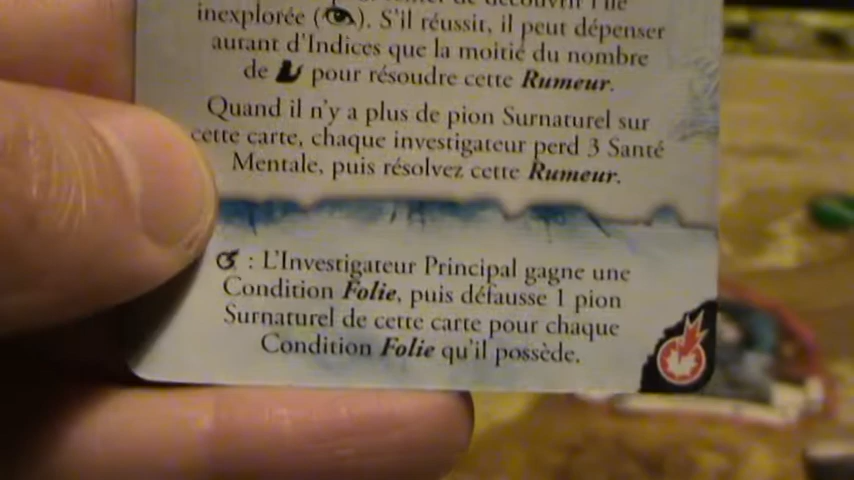 inexplorée (). S'il réussit, il peut dépenser
autant d'Indices que la moitié du nombre
de pour résoudre cette Rumeur.
Quand il n'y a plus de pion Surnaturel sur
cette carte, chaque investigateur perd 3 Santé
Mentale, puis résolvez cette Rumeur.
: L'Investigateur Principal gagne une
Condition Folie, puis défausse 1 pion
Surnaturel de cette carte pour chaque
Condition Folie qu'il possède.